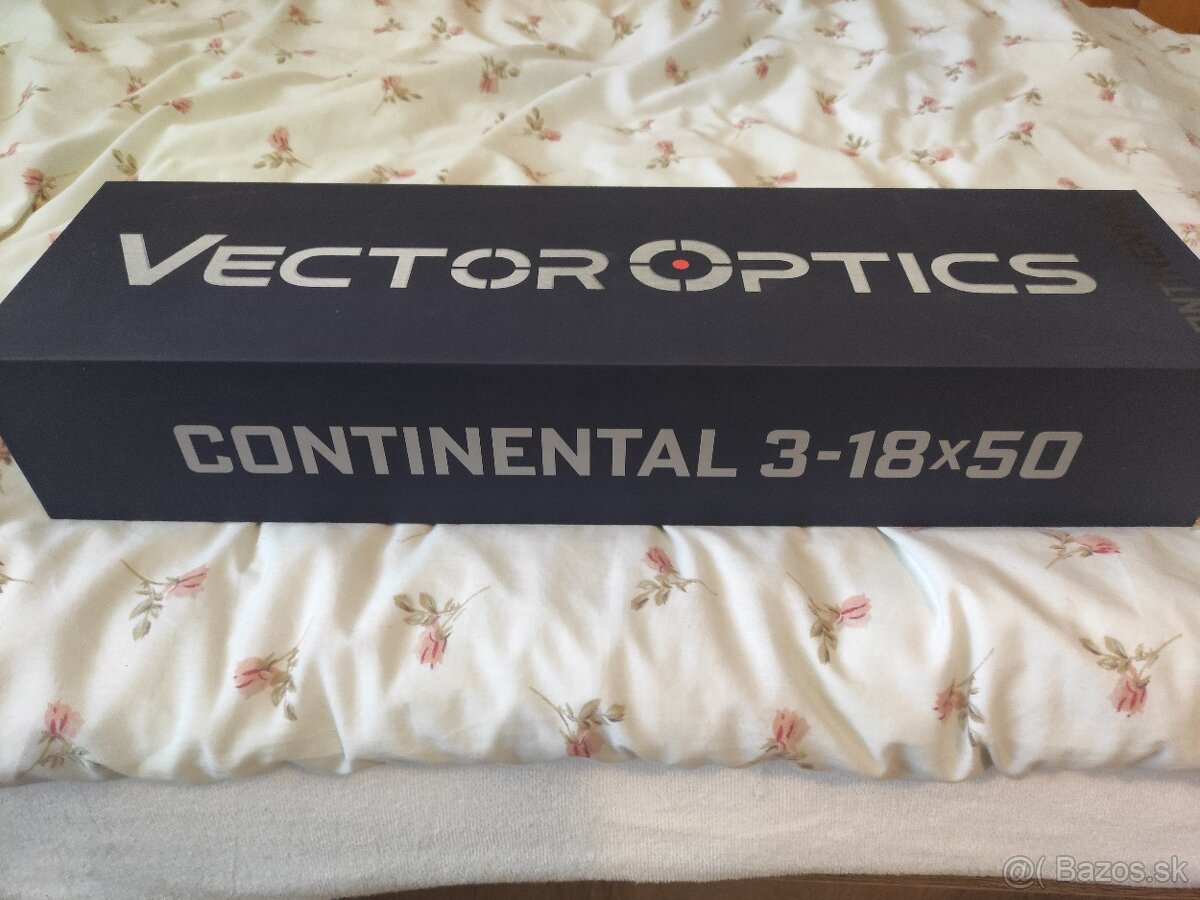 VECTOR OPTICS
CONTINENTAL 3-18x50
@( Bazos.sk